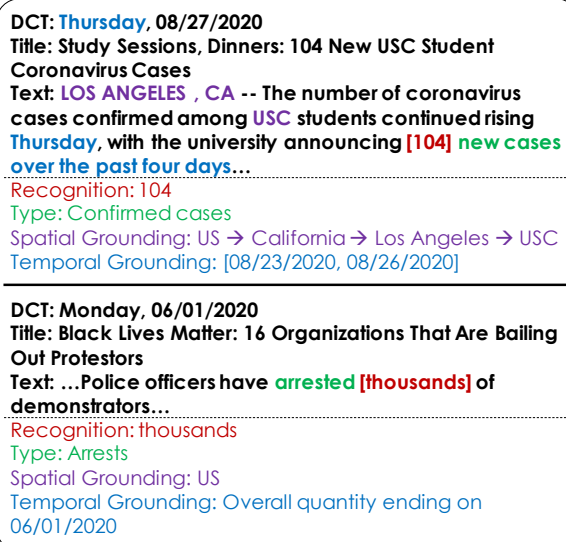 DCT: Thursday, 08/27/2020
Title: Study Sessions, Dinners: 104 New USC Student
Coronavirus Cases
Text: LOS ANGELES , CA -- The number of coronavirus
cases confirmed among USC students continued rising
Thursday, with the university announcing [104] new cases
over the past four days…
Recognition: 104
Type: Confirmed cases
Spatial Grounding: US → California → Los Angeles → USC
Temporal Grounding: [08/23/2020, 08/26/2020]
DCT: Monday, 06/01/2020
Title: Black Lives Matter: 16 Organizations That Are Bailing
Out Protestors
Text: …Police officers have arrested [thousands] of
demonstrators…
Recognition: thousands
Type: Arrests
Spatial Grounding: US
Temporal Grounding: Overall quantity ending on
06/01/2020